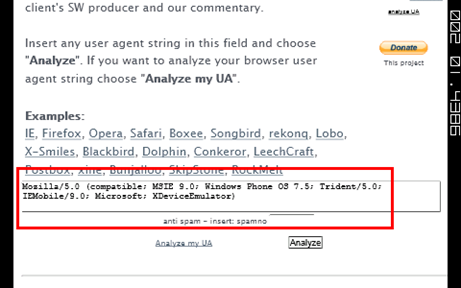 client's SW producer and our commentary.
analyze UA
Insert any user agent string in this field and choose
"Analyze". If you want to analyze your browser user
agent string choose "Analyze my UA".
Donate
This project
Examples:
IE, Firefox, Opera, Safari, Boxee, Songbird, rekonq, Lobo,
X-Smiles, Blackbird, Dolphin, Conkeror, LeechCraft,
Postbox, xine, Bunjalloo, SkipStone, RockMelt
Mozilla/5.0 (compatible; MSIE 9.0; Windows Phone OS 7.5; Trident/5.0;
IEMobile/9.0; Microsoft; XDeviceEmulator)
anti spam - insert: spamno
Analyze my UA
Analyze